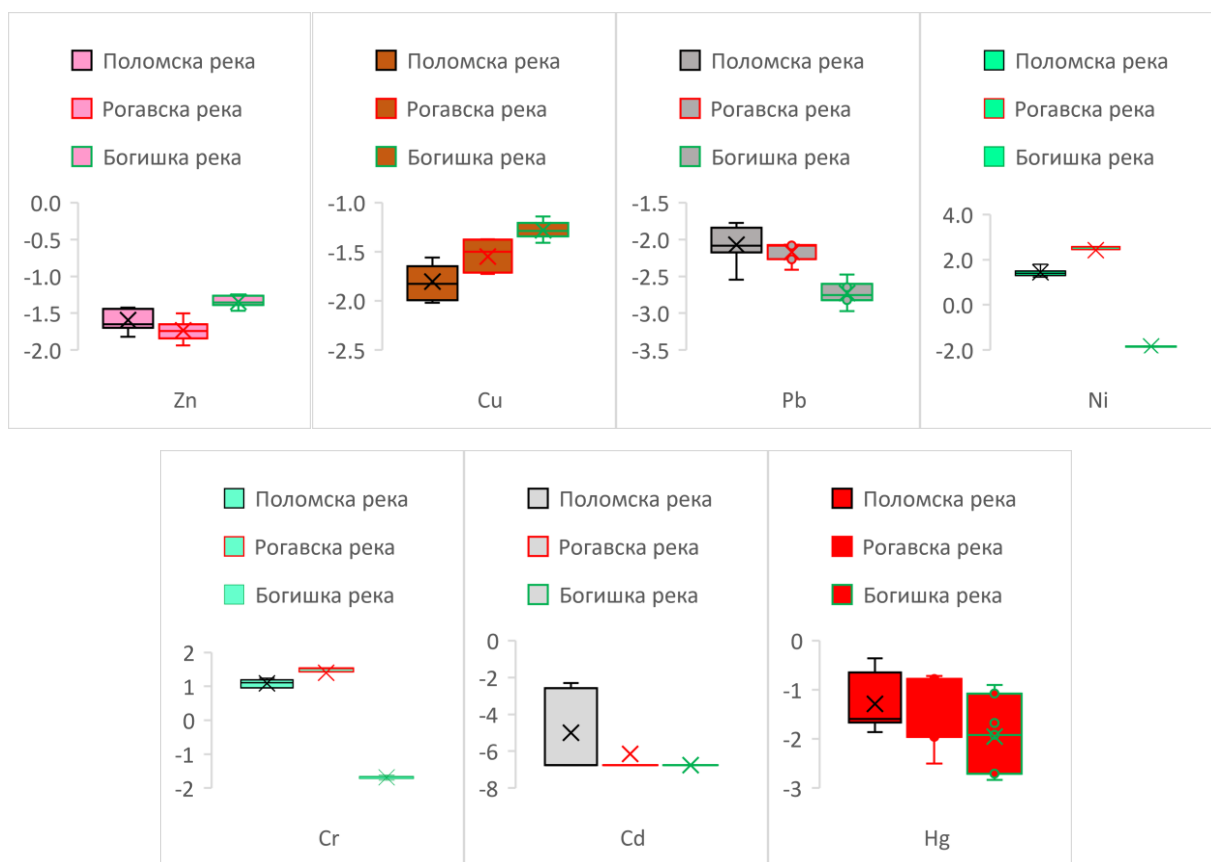 Поломска река
Рогавска река
Богишка река
0.0
-0.5
-1.0
-1.5
-2.0
Zn
Поломска река
Рогавска река
Богишка река
-1.0
-1.5
-2.0
-2.5
Cu
Поломска река
Рогавска река
Богишка река
-1.5
-2.0
-2.5
-3.0
-3.5
Pb
Поломска река
Рогавска река
Богишка река
4.0
2.0
0.0
-2.0
Ni
Поломска река
Рогавска река
Богишка река
2
1
0
-1
-2
Cr
Поломска река
Рогавска река
Богишка река
0
-2
-4
-6
-8
Cd
Поломска река
Рогавска река
Богишка река
0
-1
-2
-3
Hg